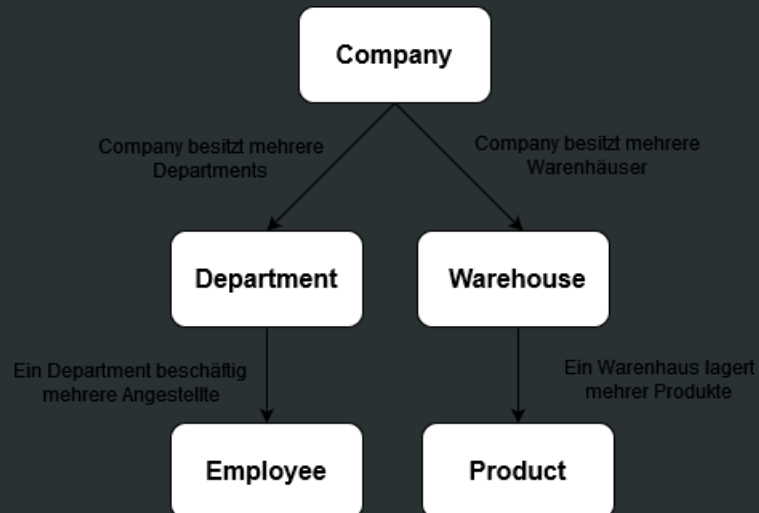 Company
Company besitzt mehrere
Departments
Company besitzt mehrere
Warenhäuser
Department
Warehouse
Ein Department beschäftig
mehrere Angestellte
Ein Warenhaus lagert
mehrer Produkte
Employee
Product